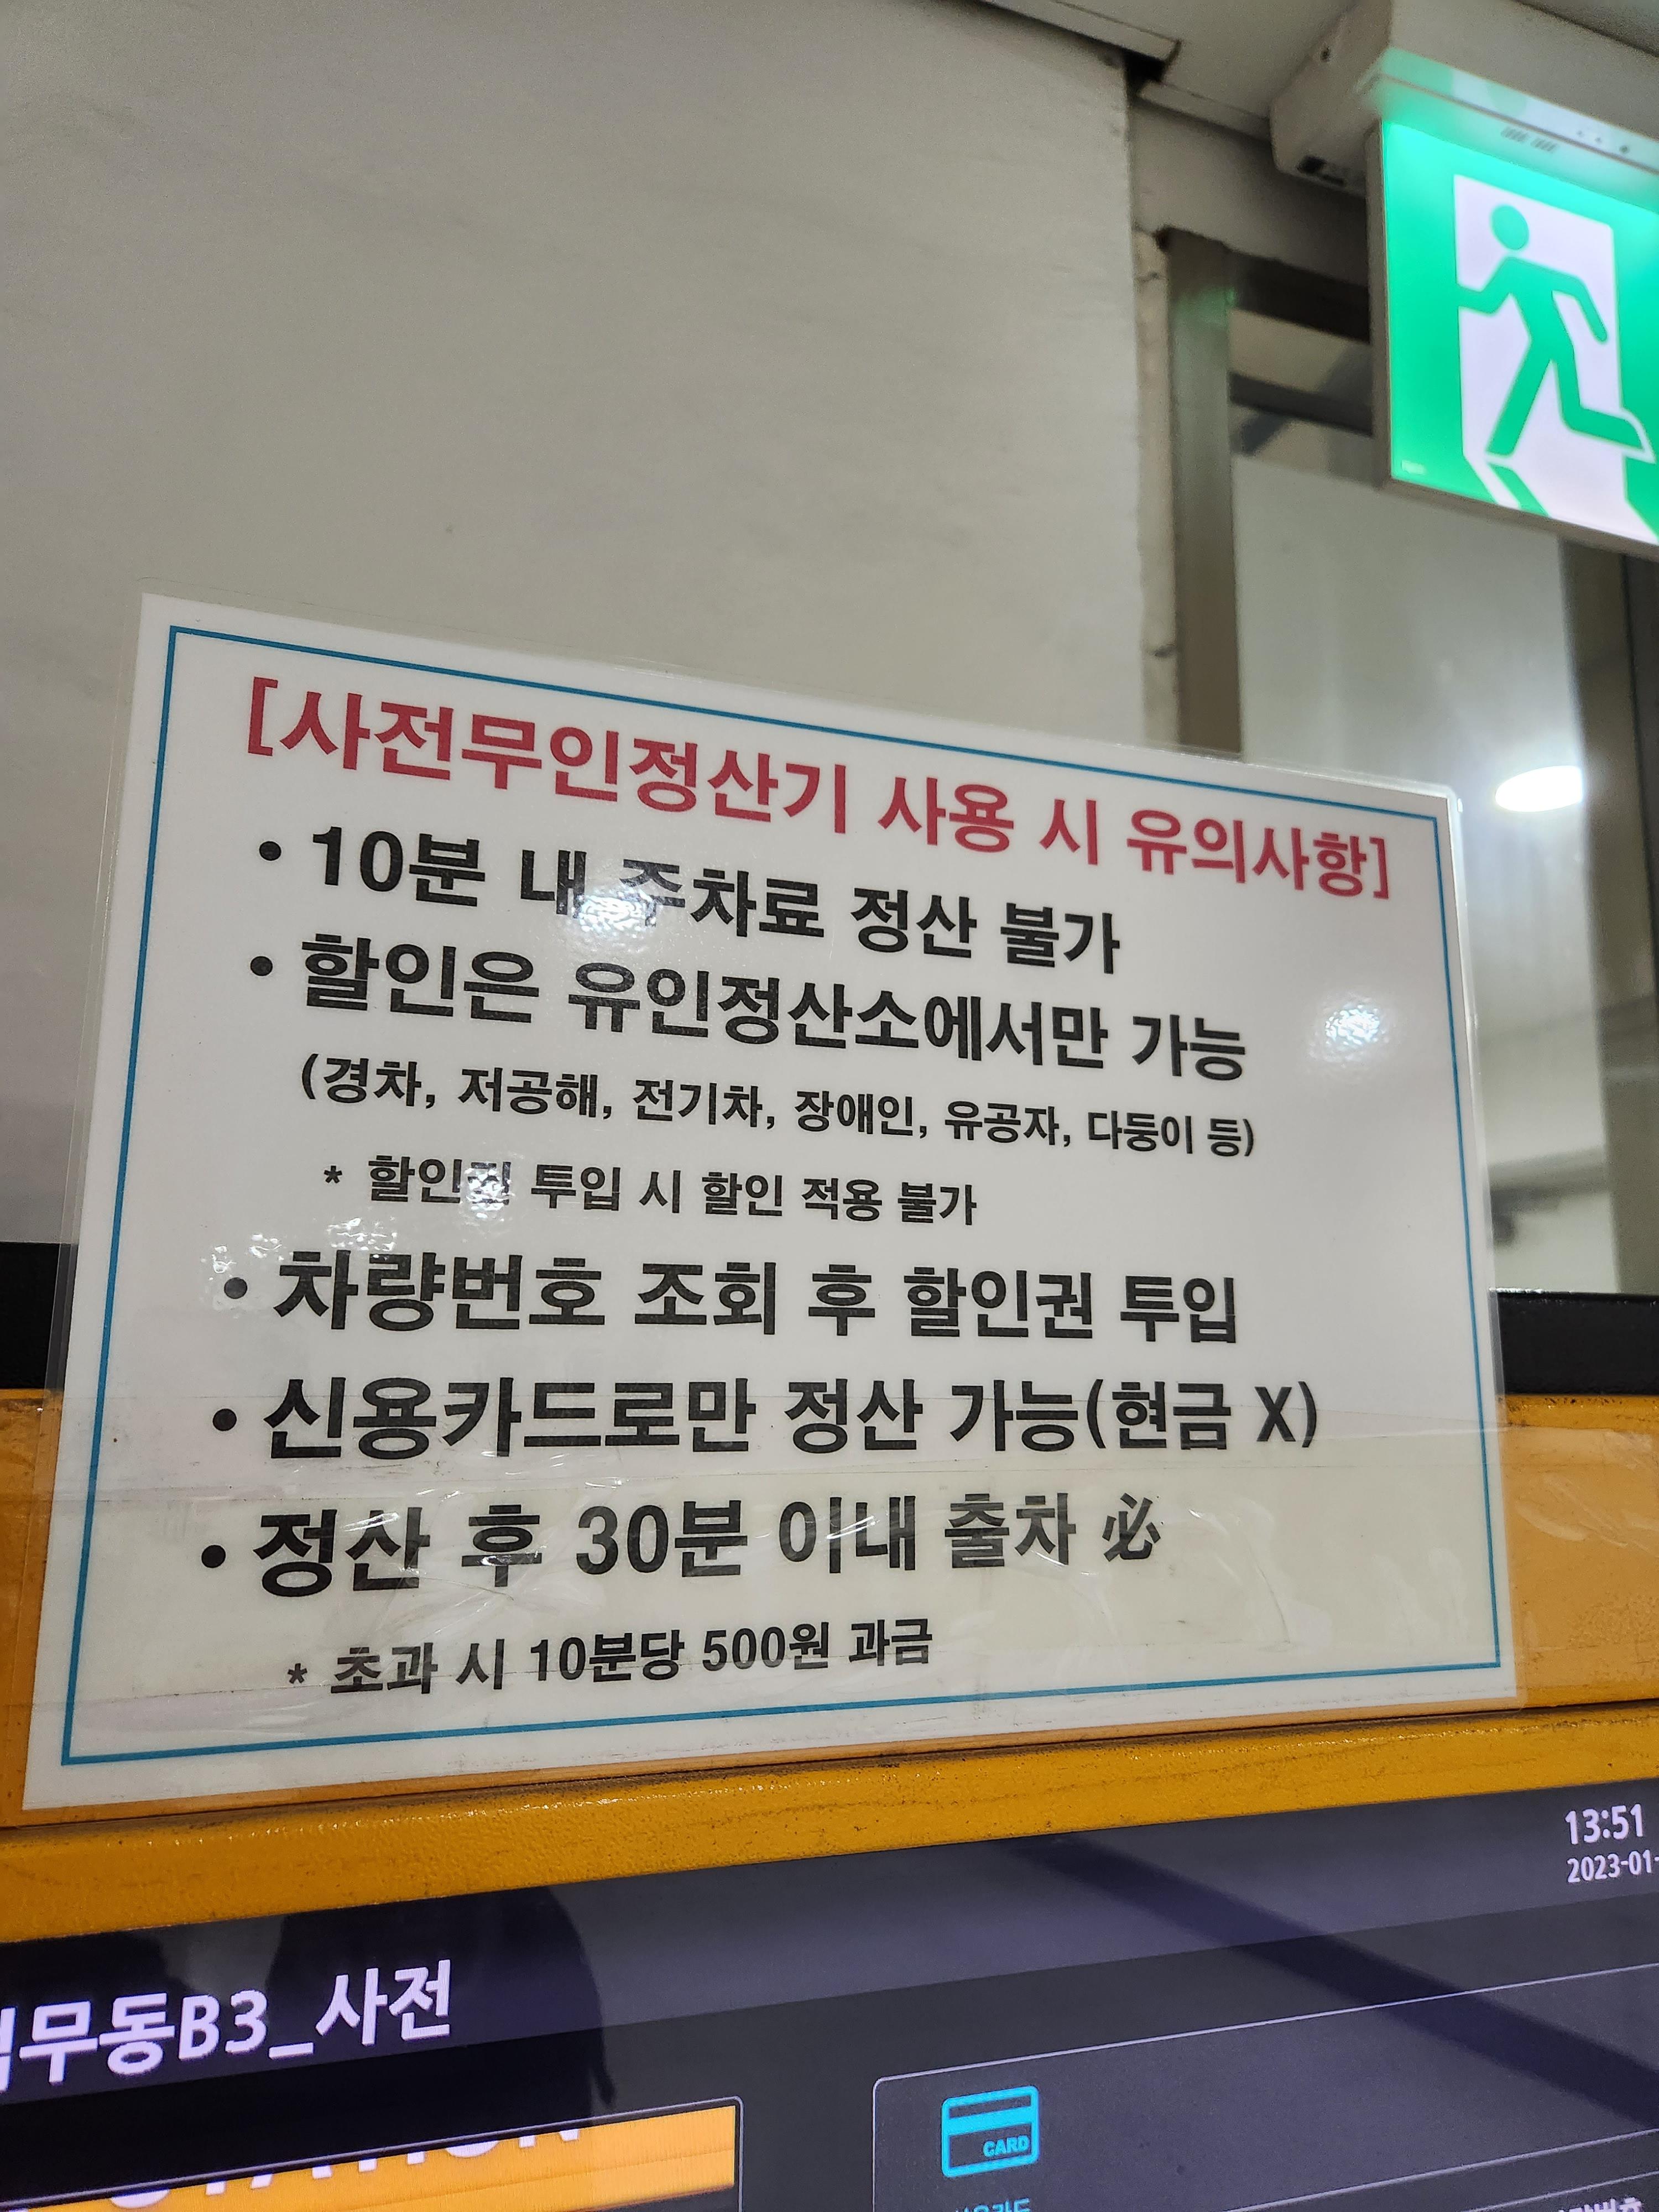 [사전무인정산기 사용 시 유의사항]
• 10분 내 주차료 정산 불가
• 할인은 유인정산소에서만 가능
(경차, 저공해, 전기차, 장애인, 유공자, 다둥이 등)
* 할인권 투입 시 할인 적용 불가
• 차량번호 조회 후 할인권 투입
• 신용카드로만 정산 가능(현금 X)
• 정산 후 30분 이내 출차 必
* 초과 시 10분당 500원 과금
13:51
2023-01-
무동B3_사전
CARD